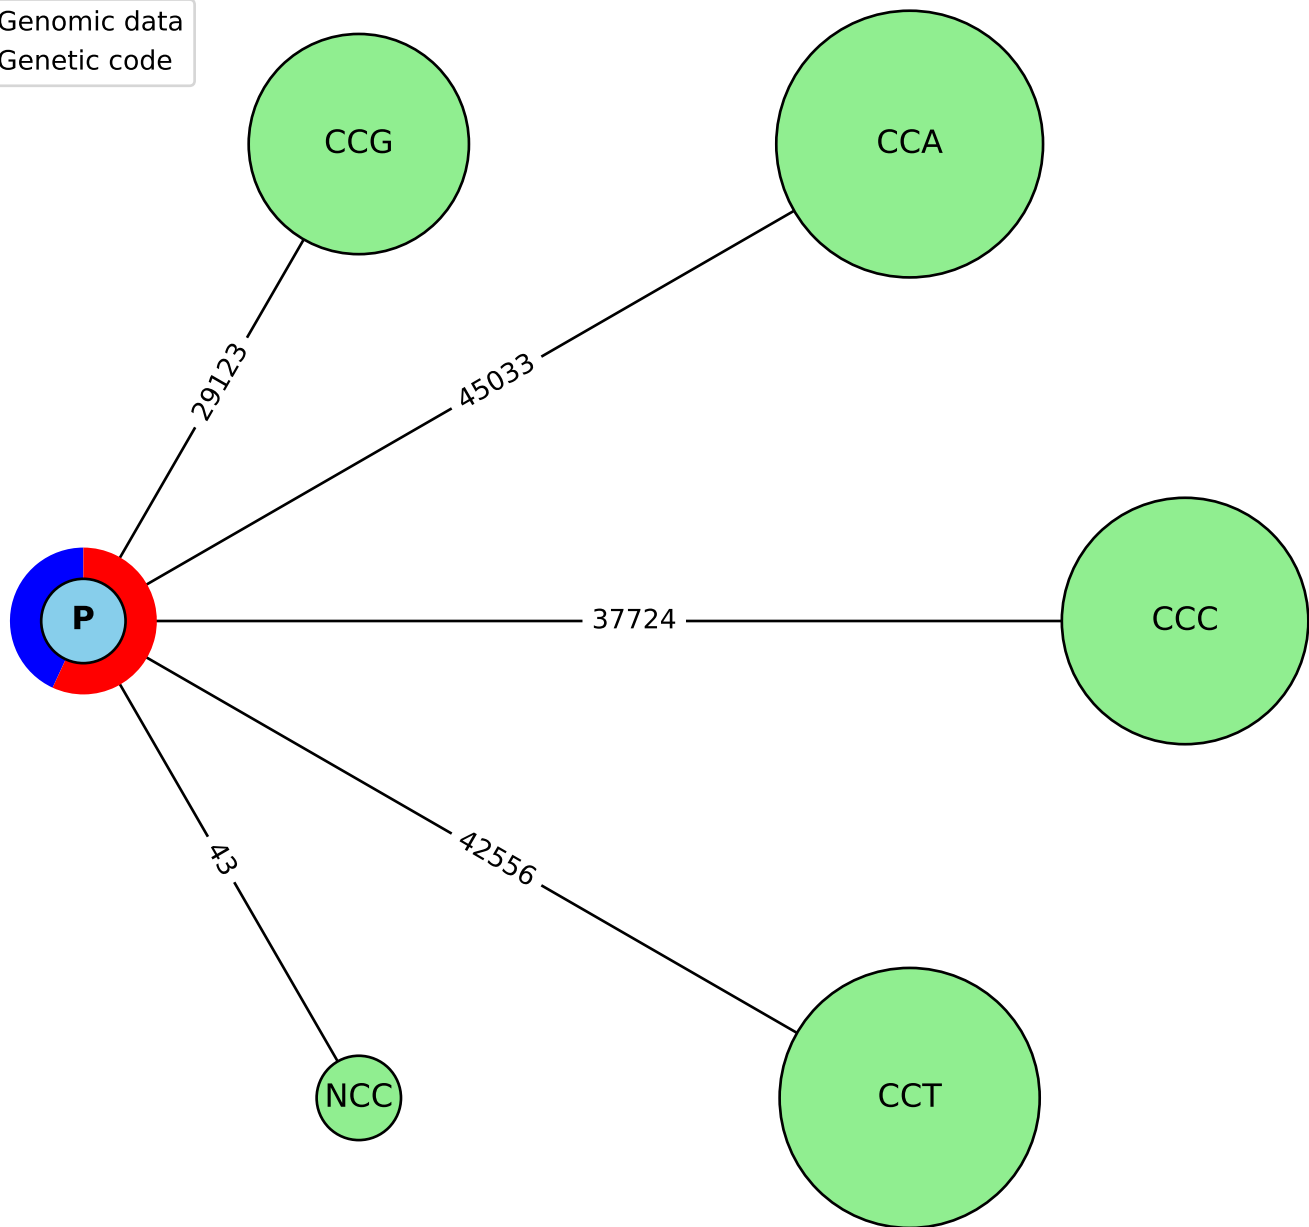 Genomic data
Genetic code
CCG
CCA
29123
45033
P
37724
CCC
43
42556
NCC
CCT